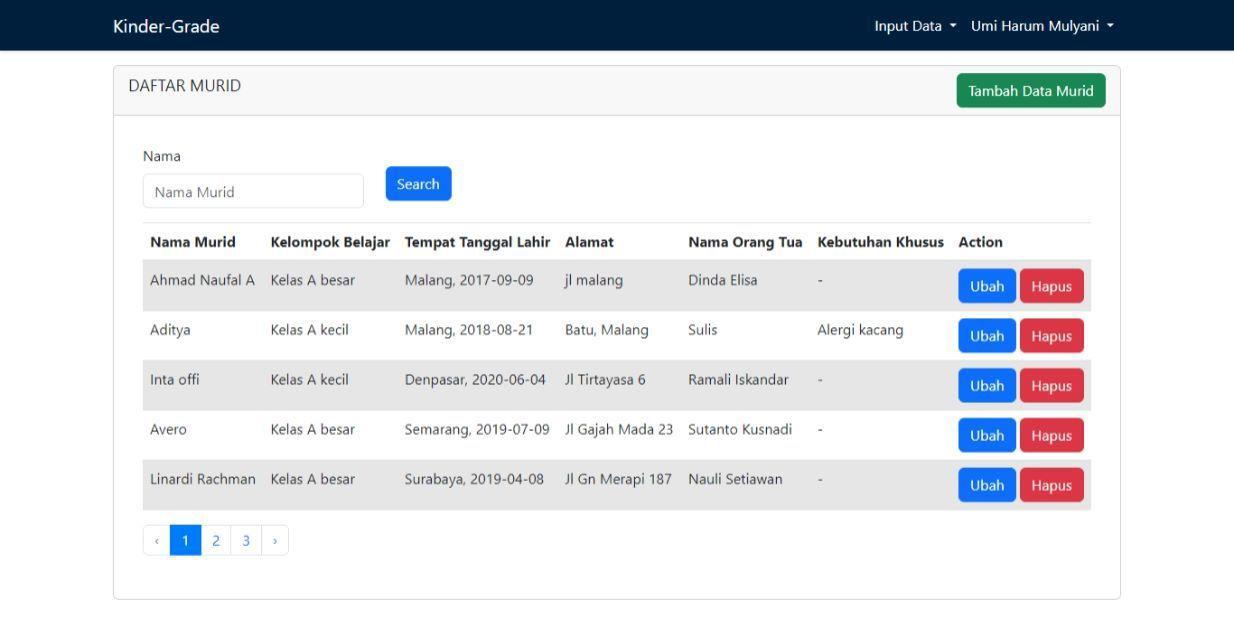 Kinder-Grade Input Data Umi Harum Mulyani
DAFTAR MURID Tambah Data Murid
Nama
Nama Murid Search
Nama Murid Kelompok Belajar Tempat Tanggal Lahir Alamat Nama Orang Tua Kebutuhan Khusus Action
Ahmad Naufal A Kelas A besar Malang, 2017-09-09 jl malang Dinda Elisa - Ubah Hapus
Aditya Kelas A kecil Malang, 2018-08-21 Batu, Malang Sulis Alergi kacang Ubah Hapus
Inta offi Kelas A kecil Denpasar, 2020-06-04 Jl Tirtayasa 6 Ramali Iskandar - Ubah Hapus
Avero Kelas A besar Semarang, 2019-07-09 Jl Gajah Mada 23 Sutanto Kusnadi - Ubah Hapus
Linardi Rachman Kelas A besar Surabaya, 2019-04-08 Jl Gn Merapi 187 Nauli Setiawan - Ubah Hapus
‹ 1 2 3 ›